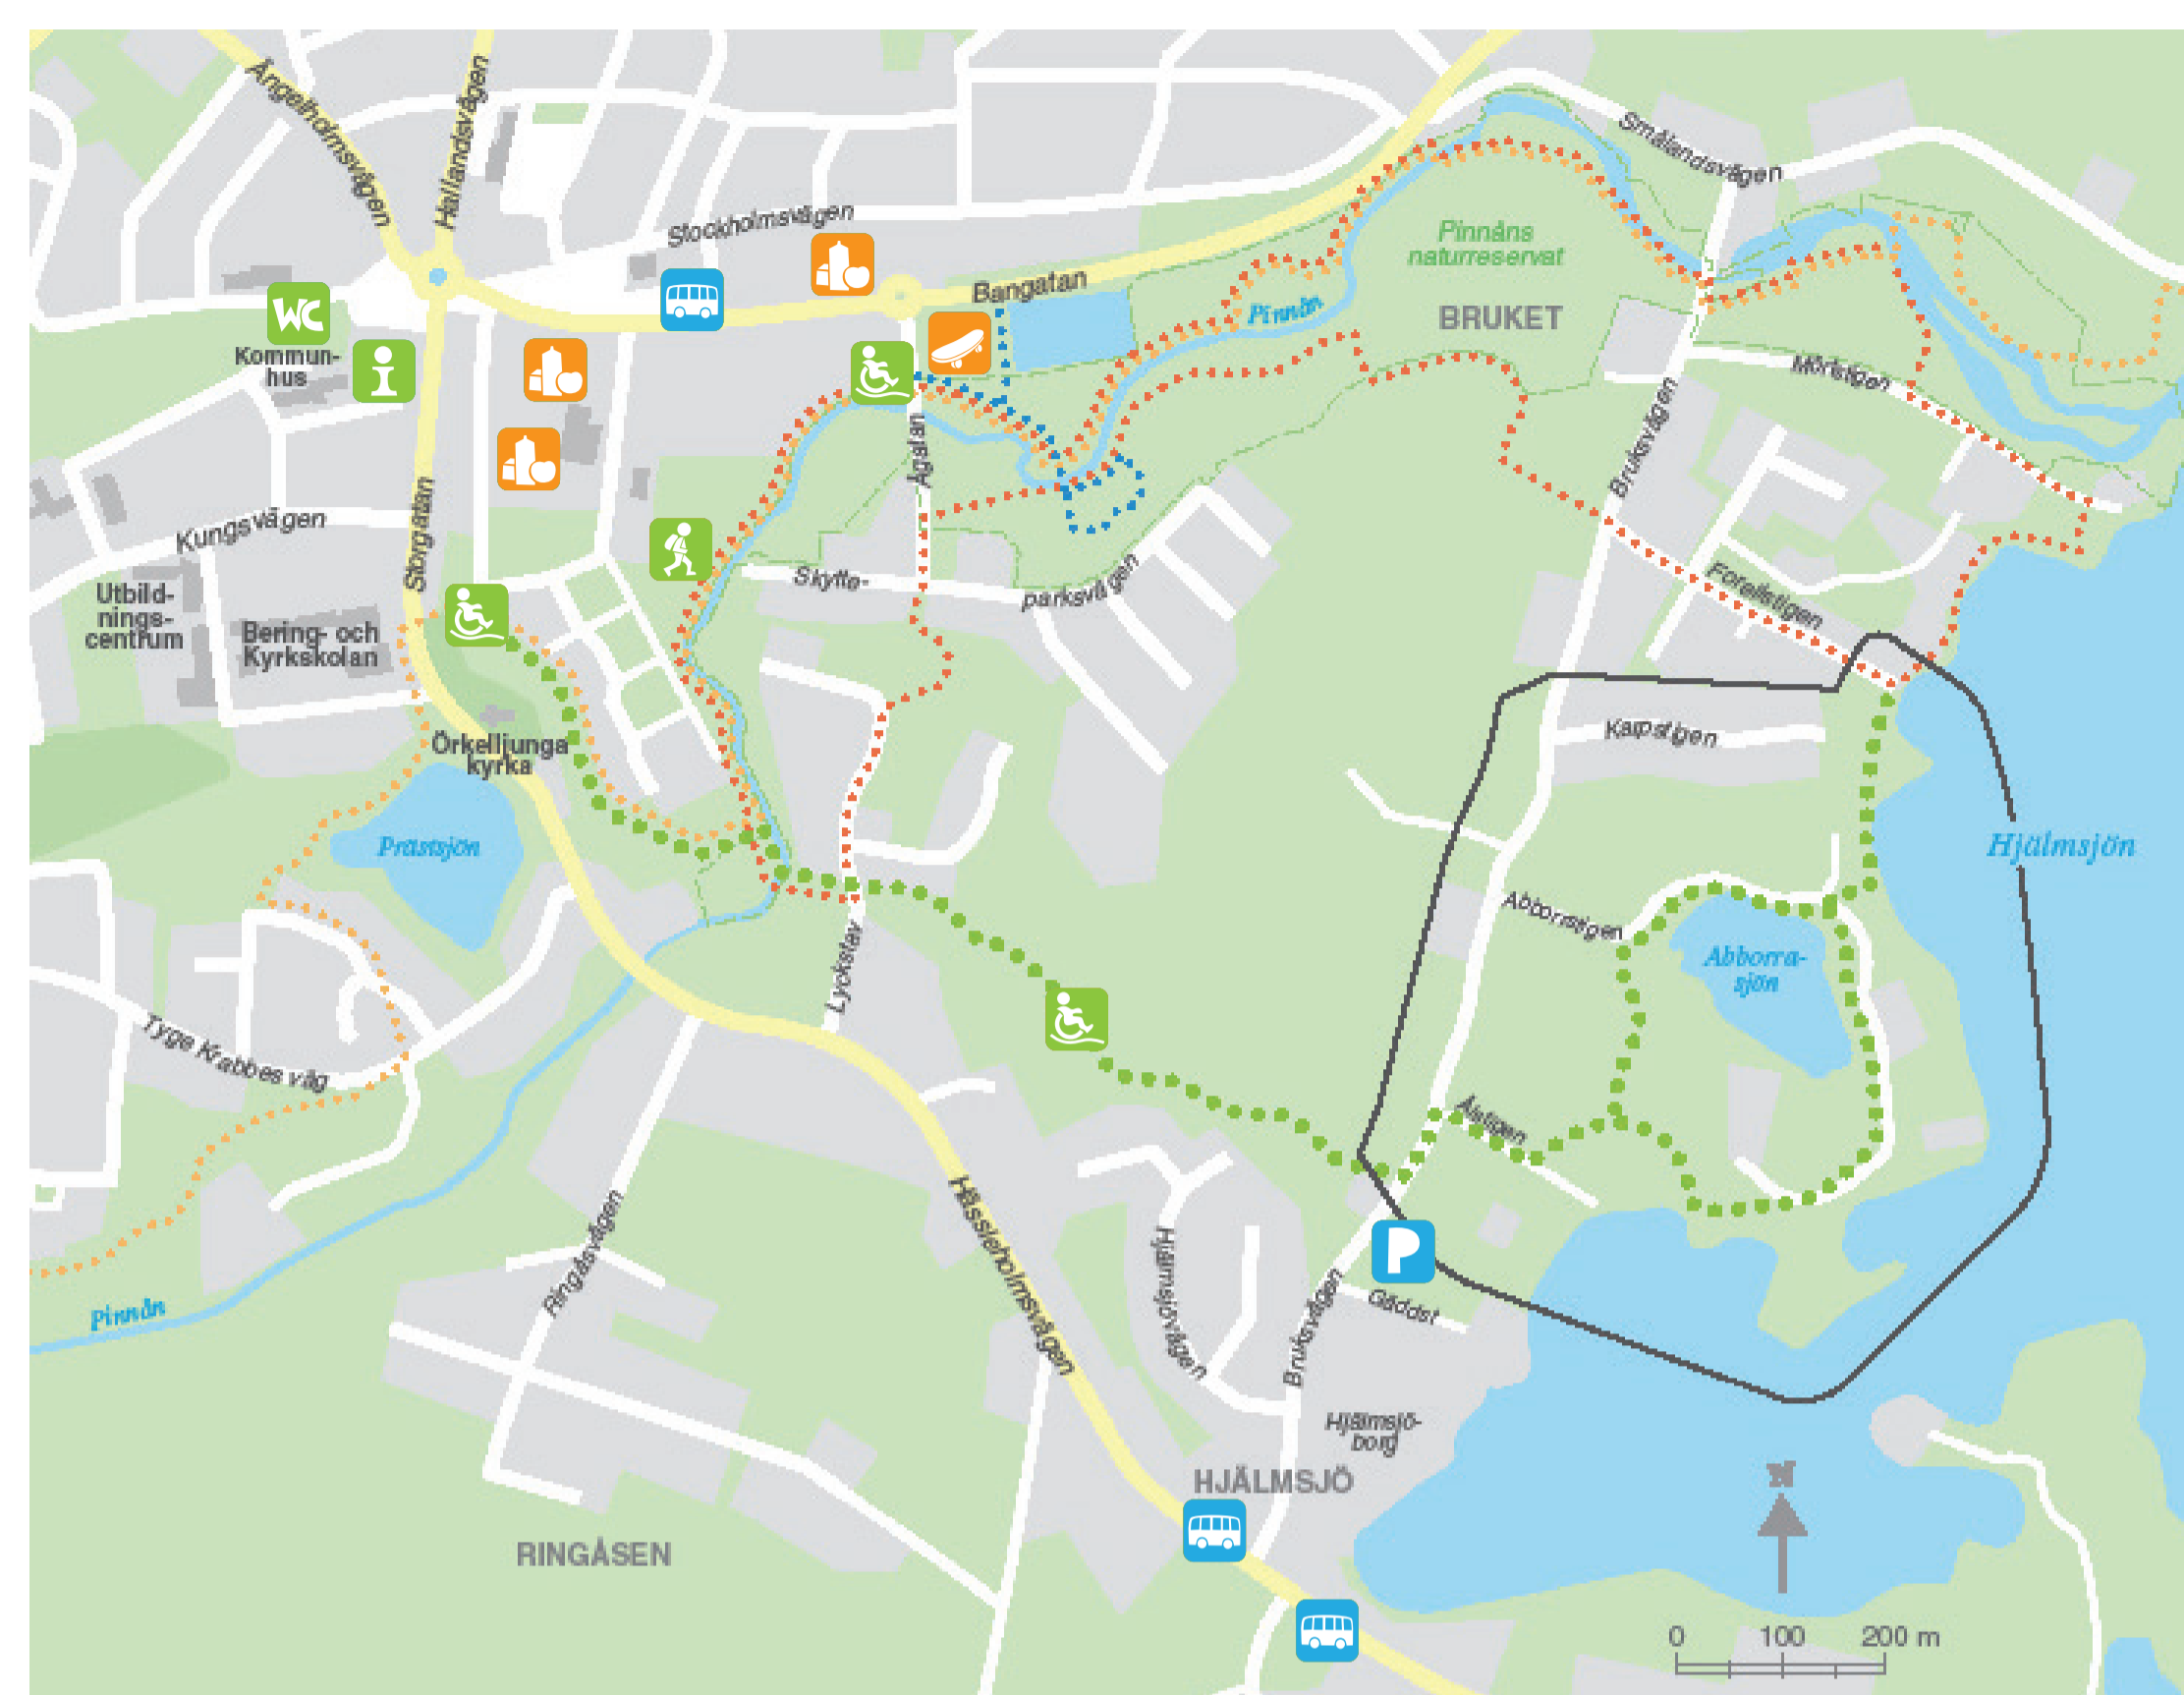 Ängelholmsvägen
Hallandsvägen
Smålandsvägen
Stockholmsvägen
Pinnåns
naturreservat
Bangatan
Pinnån
BRUKET
WC
Kommun-
hus
Mörtstigen
Ågatan
Bruksvägen
Storgatan
Kungsvägen
Skytte-
parksvägen
Forellstigen
Utbild-
nings-
centrum
Bering- och
Kyrkskolan
Karpstigen
Örkelljunga
kyrka
Prästsjön
Hjälmsjön
Abborrstigen
Abborra-
sjön
Lyckstav
Tyge Krabbes väg
Ålstigen
Ringåsvägen
Hässleholmsvägen
Hjälmsjövägen
P
Bruksvägen
Gäddst
Pinnån
Hjälmsjö-
borg
HJÄLMSJÖ
N
RINGÅSEN
0 100 200 m